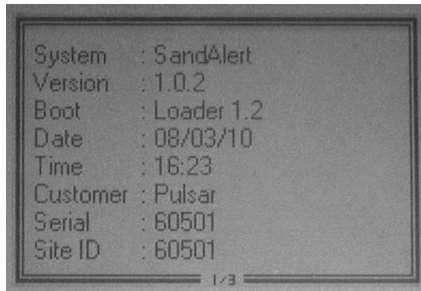 System : SandAlert
Version : 1.0.2
Boot : Loader 1.2
Date : 08/03/10
Time : 16:23
Customer : Pulsar
Serial : 60501
Site ID : 60501
1/3